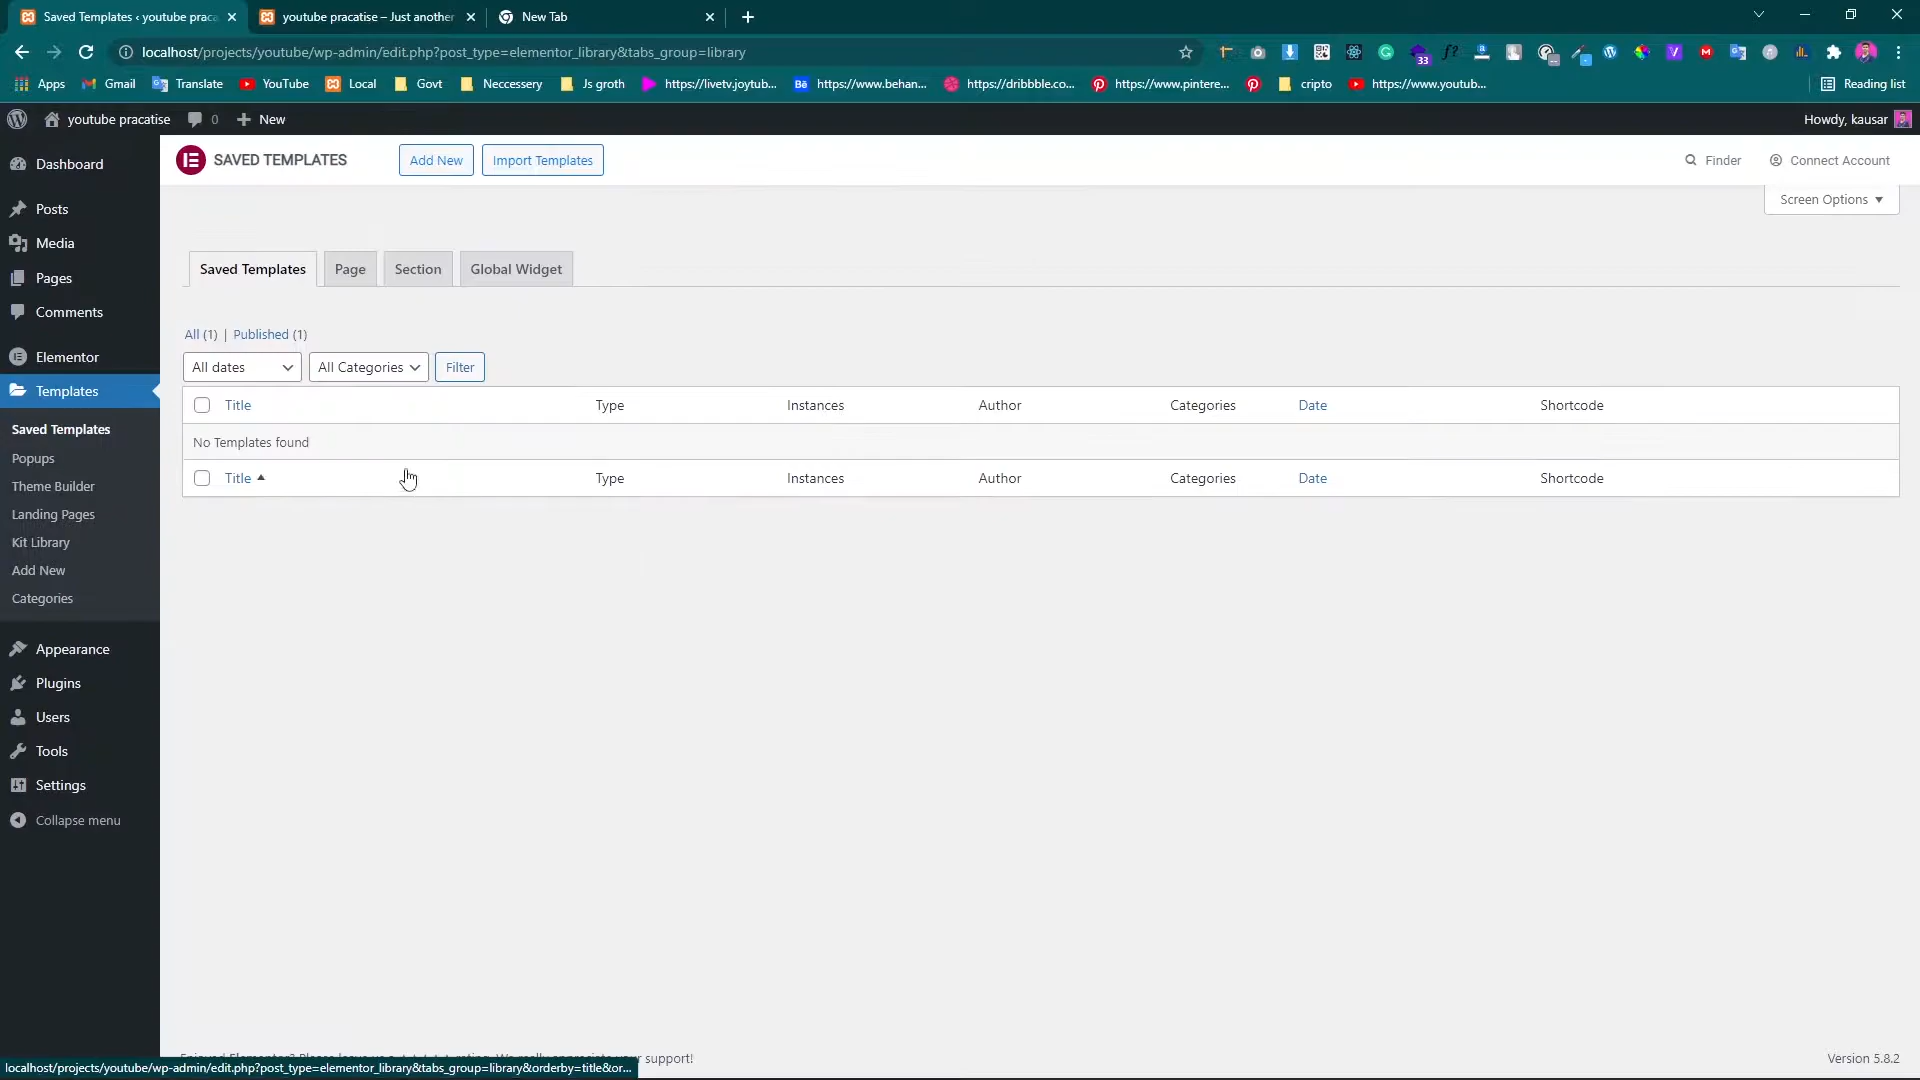 Saved Templates ‹ youtube praca
youtube pracatise – Just another
New Tab
localhost/projects/youtube/wp-admin/edit.php?post_type=elementor_library&tabs_group=library
33
Apps
Gmail
Translate
YouTube
Local
Govt
Neccessery
Js groth
https://livetv.joytub...
https://www.behan...
https://dribbble.co...
https://www.pintere...
cripto
https://www.youtub...
Reading list
youtube pracatise
0
New
Howdy, kausar
Dashboard
Posts
Media
Pages
Comments
Elementor
Templates
Saved Templates
Popups
Theme Builder
Landing Pages
Kit Library
Add New
Categories
Appearance
Plugins
Users
Tools
Settings
Collapse menu
SAVED TEMPLATES
Add New
Import Templates
Finder
Connect Account
Screen Options
Saved Templates
Page
Section
Global Widget
All (1) | Published (1)
All dates
All Categories
Filter
Title Type Instances Author Categories Date Shortcode
No Templates found
Title Type Instances Author Categories Date Shortcode
support!
Version 5.8.2
localhost/projects/youtube/wp-admin/edit.php?post_type=elementor_library&tabs_group=library&orderby=title&or...